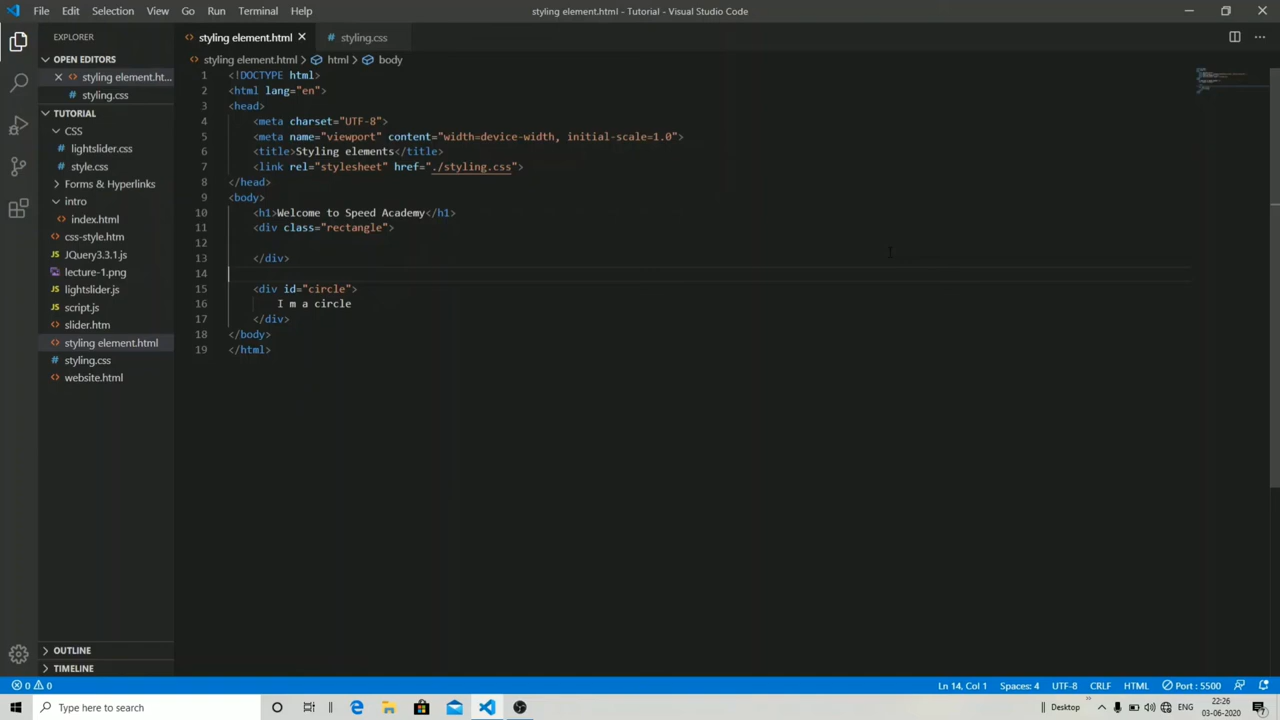 File Edit Selection View Go Run Terminal Help styling element.html - Tutorial - Visual Studio Code
EXPLORER
OPEN EDITORS
styling element.ht...
styling.css
TUTORIAL
CSS
lightslider.css
style.css
Forms & Hyperlinks
intro
index.html
css-style.htm
JS JQuery3.3.1.js
lecture-1.png
JS lightslider.js
JS script.js
slider.htm
styling element.html
# styling.css
website.html
OUTLINE
TIMELINE
styling element.html # styling.css
styling element.html > html > body
1 <!DOCTYPE html>
2 <html lang="en">
3 <head>
4 <meta charset="UTF-8">
5 <meta name="viewport" content="width=device-width, initial-scale=1.0">
6 <title>Styling elements</title>
7 <link rel="stylesheet" href="./styling.css">
8 </head>
9 <body>
10 <h1>Welcome to Speed Academy</h1>
11 <div class="rectangle">
12
13 </div>
14
15 <div id="circle">
16 I m a circle
17 </div>
18 </body>
19 </html>
0 0 Ln 14, Col 1 Spaces: 4 UTF-8 CRLF HTML Port : 5500
Type here to search Desktop ENG 22:26
03-06-2020